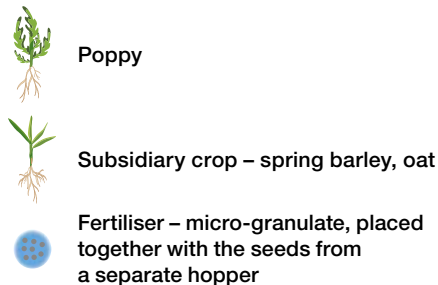 Poppy
Subsidiary crop – spring barley, oat
Fertiliser – micro-granulate, placed
together with the seeds from
a separate hopper